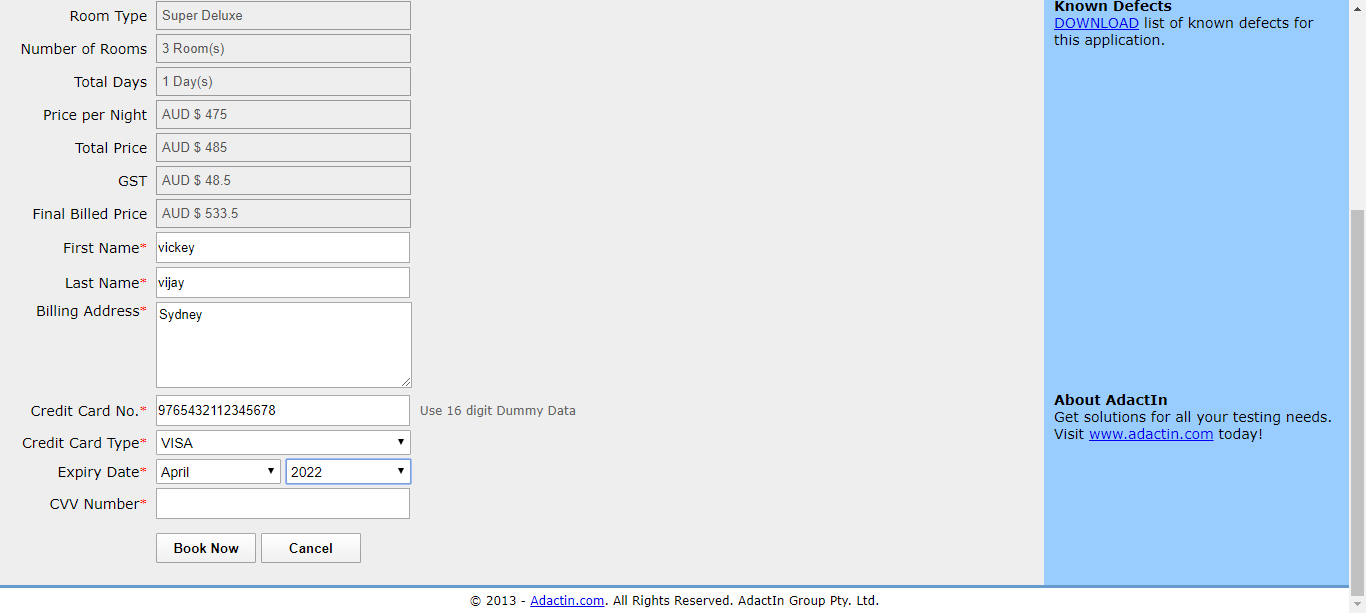 Room Type Super Deluxe
Number of Rooms 3 Room(s)
Total Days 1 Day(s)
Price per Night AUD $ 475
Total Price AUD $ 485
GST AUD $ 48.5
Final Billed Price AUD $ 533.5
First Name* vickey
Last Name* vijay
Billing Address* Sydney
Credit Card No.* 9765432112345678 Use 16 digit Dummy Data
Credit Card Type* VISA
Expiry Date* April 2022
CVV Number*
Book Now Cancel
Known Defects
DOWNLOAD list of known defects for
this application.
About AdactIn
Get solutions for all your testing needs.
Visit www.adactin.com today!
© 2013 - Adactin.com. All Rights Reserved. AdactIn Group Pty. Ltd.